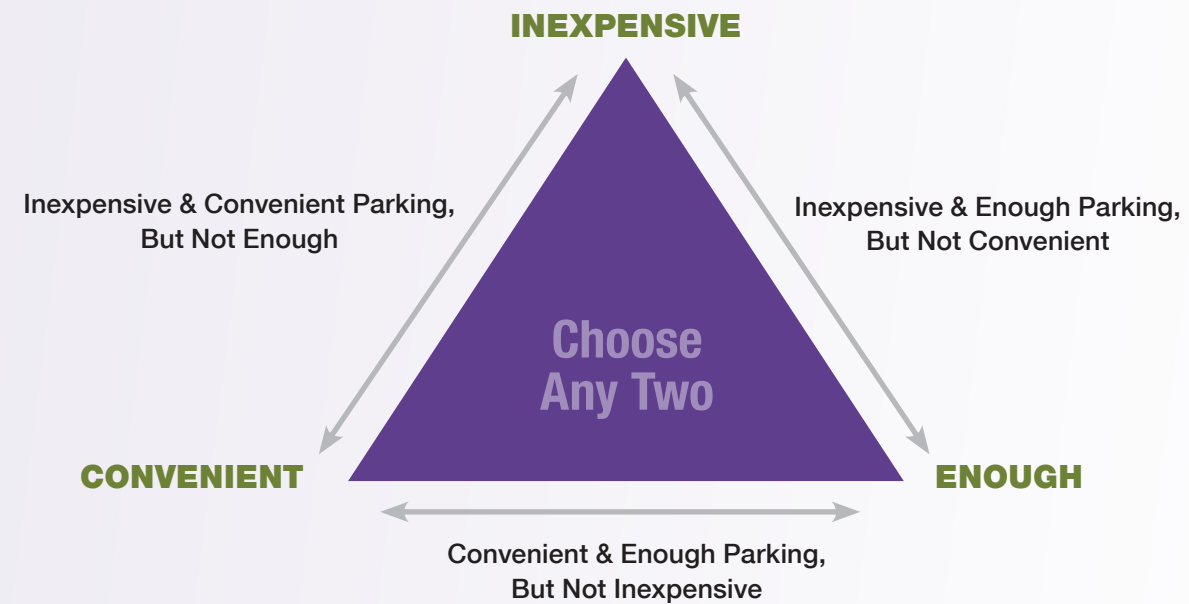 INEXPENSIVE
Inexpensive & Convenient Parking,
But Not Enough
Inexpensive & Enough Parking,
But Not Convenient
Choose
Any Two
CONVENIENT
ENOUGH
Convenient & Enough Parking,
But Not Inexpensive